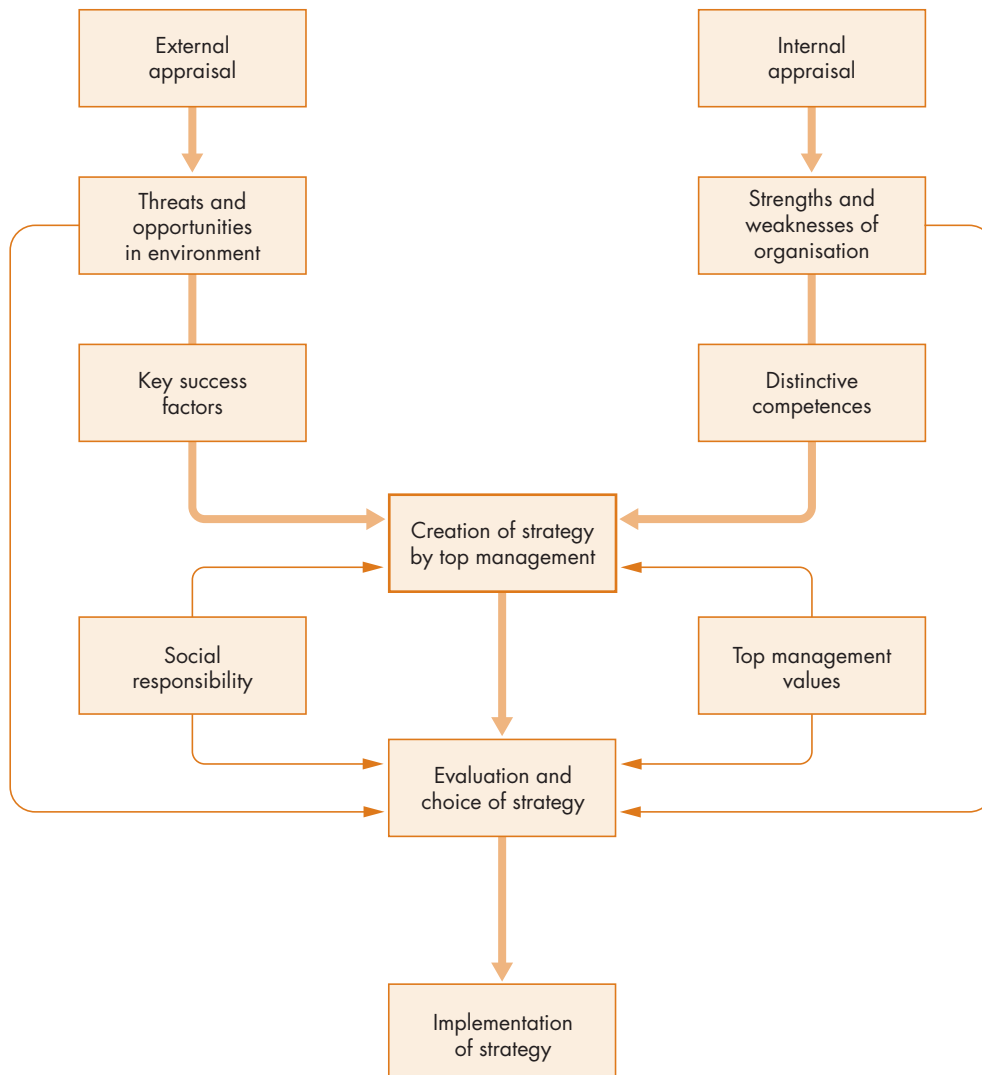 External
appraisal
Internal
appraisal
Threats and
opportunities
in environment
Strengths and
weaknesses of
organisation
Key success
factors
Distinctive
competences
Creation of strategy
by top management
Social
responsibility
Top management
values
Evaluation and
choice of strategy
Implementation
of strategy